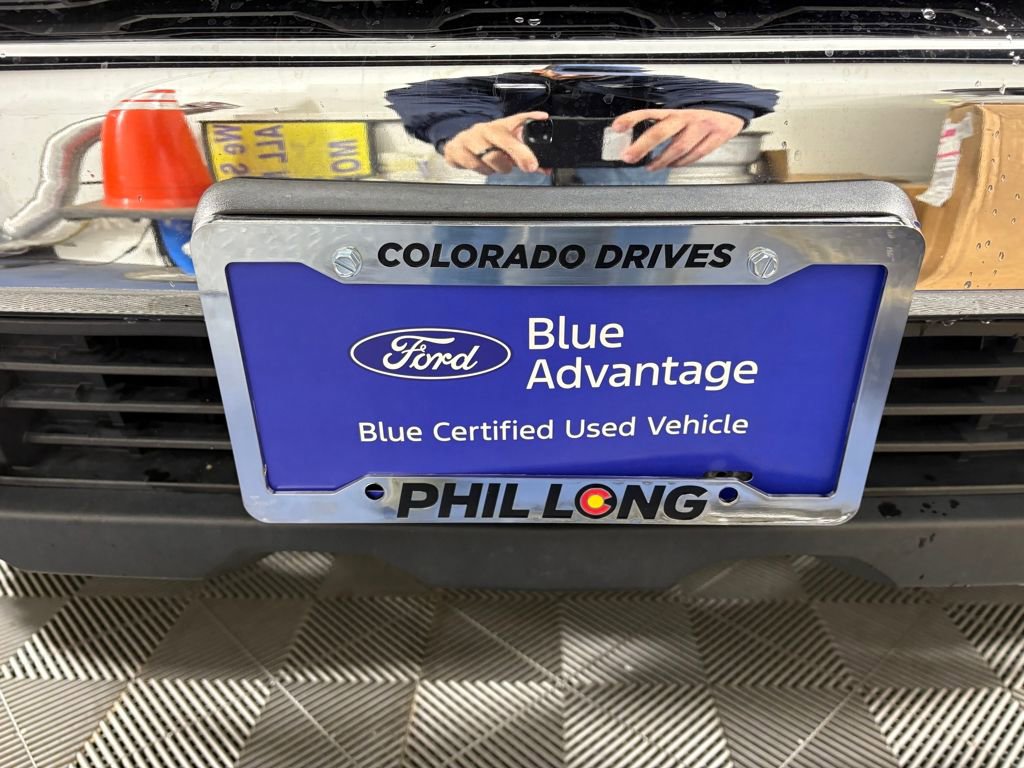 COLORADO DRIVES
Ford
Blue
Advantage
Blue Certified Used Vehicle
PHIL LONG